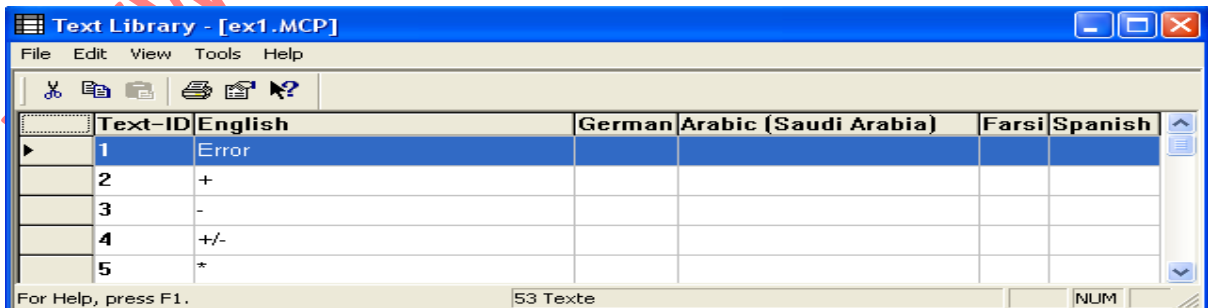 Text Library - [ex1.MCP]
File Edit View Tools Help
Text-ID English German Arabic (Saudi Arabia) Farsi Spanish
1 Error
2 +
3 -
4 +/-
5 *
For Help, press F1. 53 Texte NUM